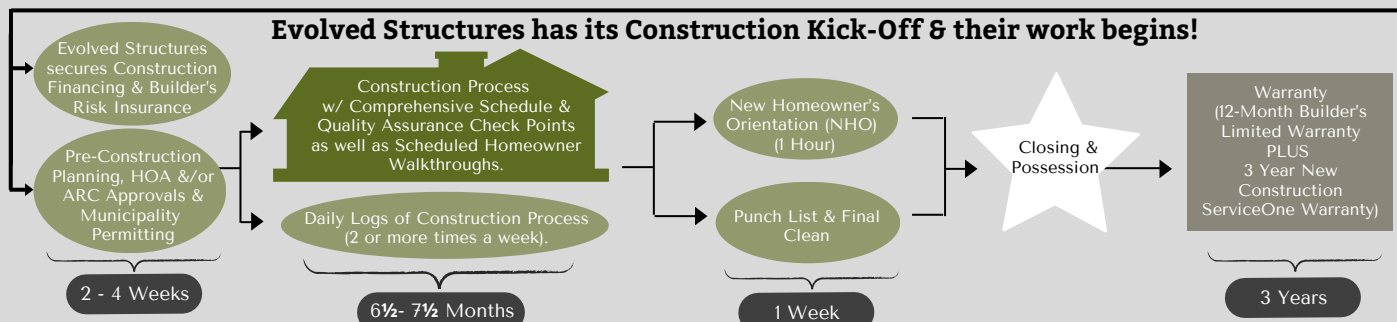 Evolved Structures has its Construction Kick-Off & their work begins!
Evolved Structures
secures Construction
Financing & Builder's
Risk Insurance
Pre-Construction
Planning, HOA &/or
ARC Approvals &
Municipality
Permitting
2 - 4 Weeks
Construction Process
w/ Comprehensive Schedule &
Quality Assurance Check Points
as well as Scheduled Homeowner
Walkthroughs.
Daily Logs of Construction Process
(2 or more times a week).
6½- 7½ Months
New Homeowner's
Orientation (NHO)
(1 Hour)
Punch List & Final
Clean
1 Week
Closing &
Possession
Warranty
(12-Month Builder's
Limited Warranty
PLUS
3 Year New
Construction
ServiceOne Warranty)
3 Years